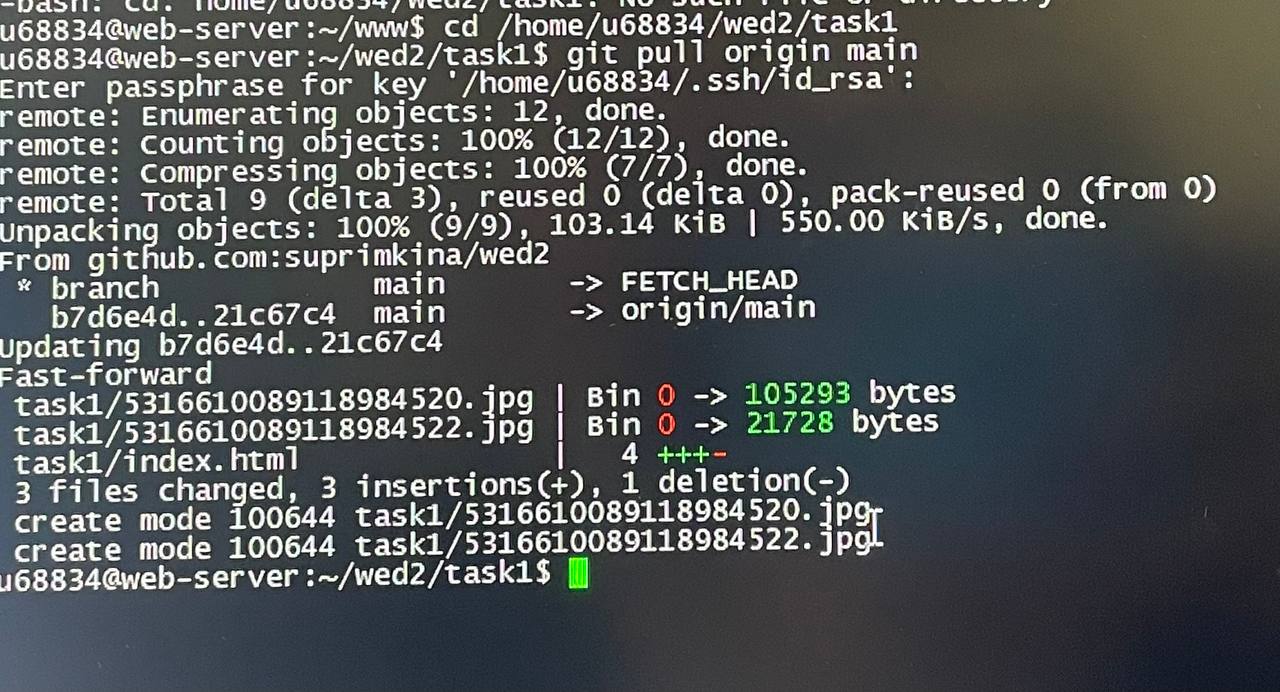 -bash: cd: home/u68834/wed2/task1: No such file or directory
u68834@web-server:~/www$ cd /home/u68834/wed2/task1
u68834@web-server:~/wed2/task1$ git pull origin main
Enter passphrase for key '/home/u68834/.ssh/id_rsa':
remote: Enumerating objects: 12, done.
remote: Counting objects: 100% (12/12), done.
remote: Compressing objects: 100% (7/7), done.
remote: Total 9 (delta 3), reused 0 (delta 0), pack-reused 0 (from 0)
Unpacking objects: 100% (9/9), 103.14 KiB | 550.00 KiB/s, done.
From github.com:suprimkina/wed2
 * branch            main       -> FETCH_HEAD
   b7d6e4d..21c67c4  main       -> origin/main
Updating b7d6e4d..21c67c4
Fast-forward
 task1/5316610089118984520.jpg | Bin 0 -> 105293 bytes
 task1/5316610089118984522.jpg | Bin 0 -> 21728 bytes
 task1/index.html              |   4 +++-
 3 files changed, 3 insertions(+), 1 deletion(-)
 create mode 100644 task1/5316610089118984520.jpg
 create mode 100644 task1/5316610089118984522.jpg
u68834@web-server:~/wed2/task1$